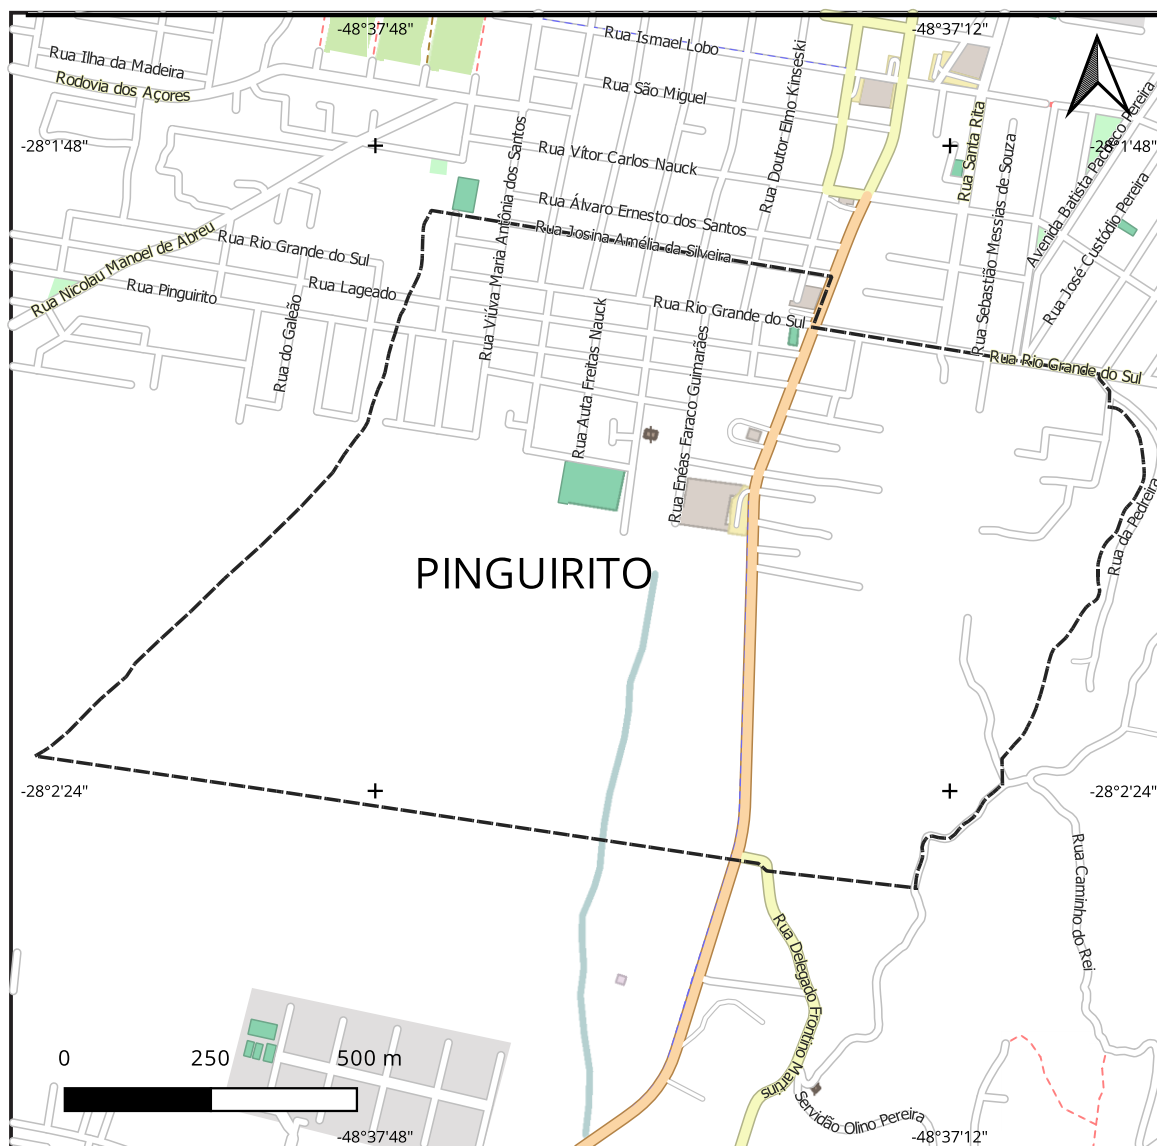 -48°37'48"
-48°37'12"
Rua Ismael Lobo
Rua Ilha da Madeira
Rodovia dos Açores
Rua São Miguel
Rua Doutor Elmo Kinseski
Rua Santa Rita
Avenida Batista Pacheco Pereira
-28°1'48"
-28°1'48"
Rua Vítor Carlos Nauck
Rua Sebastião Messias de Souza
Rua José Custódio Pereira
Rua Álvaro Ernesto dos Santos
Rua Josina Amélia da Silveira
Rua Viúva Maria Antônia dos Santos
Rua Nicolau Manoel de Abreu
Rua Rio Grande do Sul
Rua Lageado
Rua Pinguirito
Rua do Galeão
Rua Rio Grande do Sul
Rua Auta Freitas Nauck
Rua Enéas Faraco Guimarães
Rua Rio Grande do Sul
Rua da Pedreira
PINGUIRITO
-28°2'24"
-28°2'24"
Rua Caminho do Rei
Rua Delegado Frontino Martins
Servidão Olino Pereira
0 250 500 m
-48°37'48"
-48°37'12"